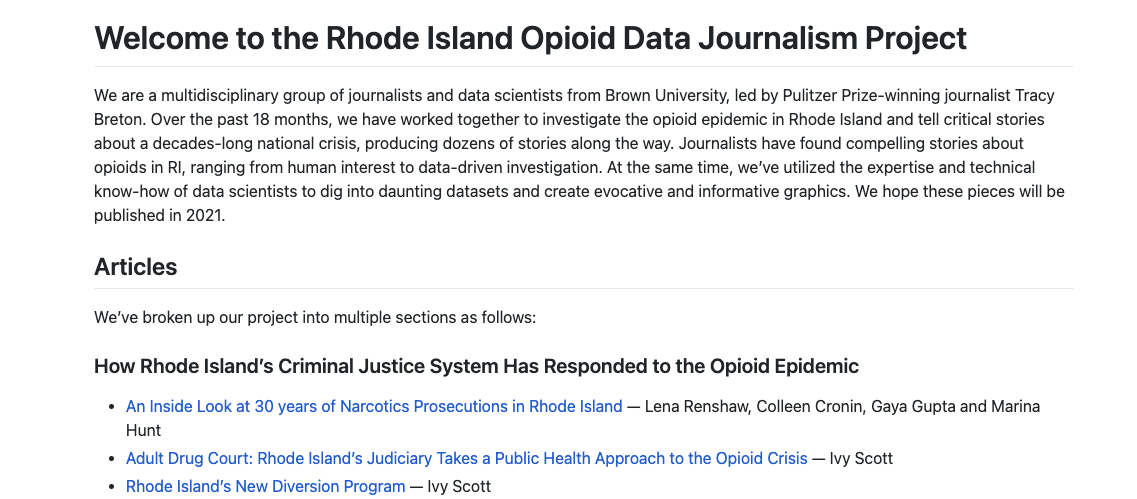 Welcome to the Rhode Island Opioid Data Journalism Project
We are a multidisciplinary group of journalists and data scientists from Brown University, led by Pulitzer Prize-winning journalist Tracy
Breton. Over the past 18 months, we have worked together to investigate the opioid epidemic in Rhode Island and tell critical stories
about a decades-long national crisis, producing dozens of stories along the way. Journalists have found compelling stories about
opioids in RI, ranging from human interest to data-driven investigation. At the same time, we’ve utilized the expertise and technical
know-how of data scientists to dig into daunting datasets and create evocative and informative graphics. We hope these pieces will be
published in 2021.
Articles
We’ve broken up our project into multiple sections as follows:
How Rhode Island’s Criminal Justice System Has Responded to the Opioid Epidemic
• An Inside Look at 30 years of Narcotics Prosecutions in Rhode Island — Lena Renshaw, Colleen Cronin, Gaya Gupta and Marina
Hunt
• Adult Drug Court: Rhode Island’s Judiciary Takes a Public Health Approach to the Opioid Crisis — Ivy Scott
• Rhode Island’s New Diversion Program — Ivy Scott